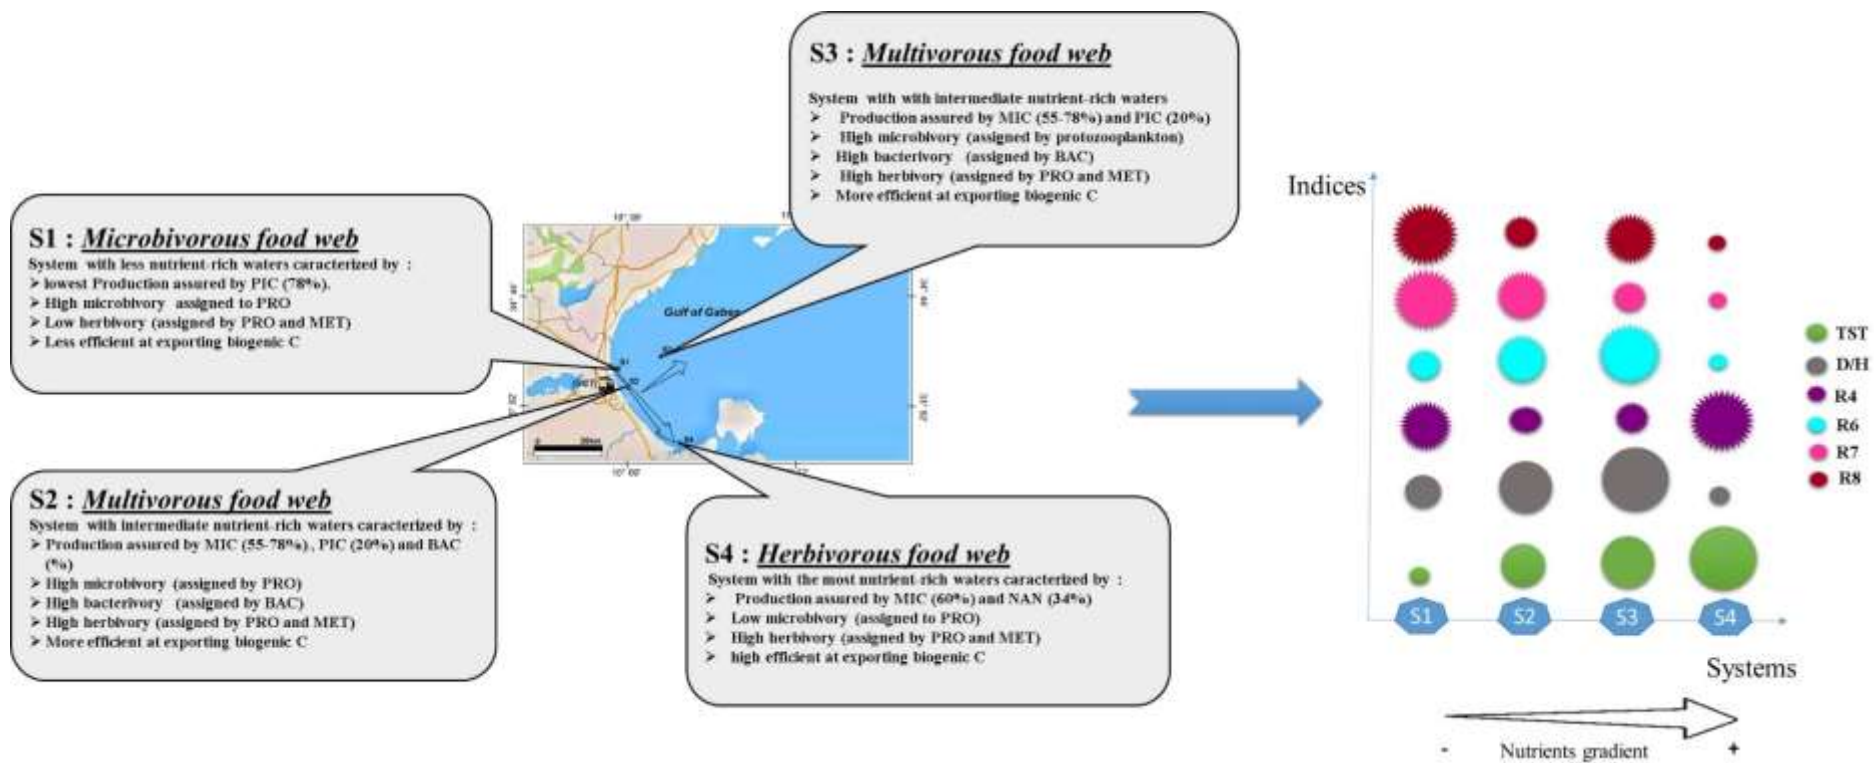 S3 : Multivorous food web
System with with intermediate nutrient-rich waters
➢ Production assured by MIC (55-78%) and PIC (20%)
➢ High microbivory (assigned by protozooplankton)
➢ High bacterivory (assigned by BAC)
➢ High herbivory (assigned by PRO and MET)
➢ More efficient at exporting biogenic C
S1 : Microbivorous food web
System with less nutrient-rich waters caracterized by :
➢ lowest Production assured by PIC (78%).
➢ High microbivory assigned to PRO
➢ Low herbivory (assigned by PRO and MET)
➢ Less efficient at exporting biogenic C
Gulf of Gabes
S1
S2
S4
S2 : Multivorous food web
System with intermediate nutrient-rich waters caracterized by :
➢ Production assured by MIC (55-78%) , PIC (20%) and BAC
(%)
➢ High microbivory (assigned by PRO)
➢ High bacterivory (assigned by BAC)
➢ High herbivory (assigned by PRO and MET)
➢ More efficient at exporting biogenic C
S4 : Herbivorous food web
System with the most nutrient-rich waters caracterized by :
➢ Production assured by MIC (60%) and NAN (34%)
➢ Low microbivory (assigned to PRO)
➢ High herbivory (assigned by PRO and MET)
➢ high efficient at exporting biogenic C
Indices
TST
D/H
R4
R6
R7
R8
S1 S2 S3 S4
Systems
- Nutrients gradient +